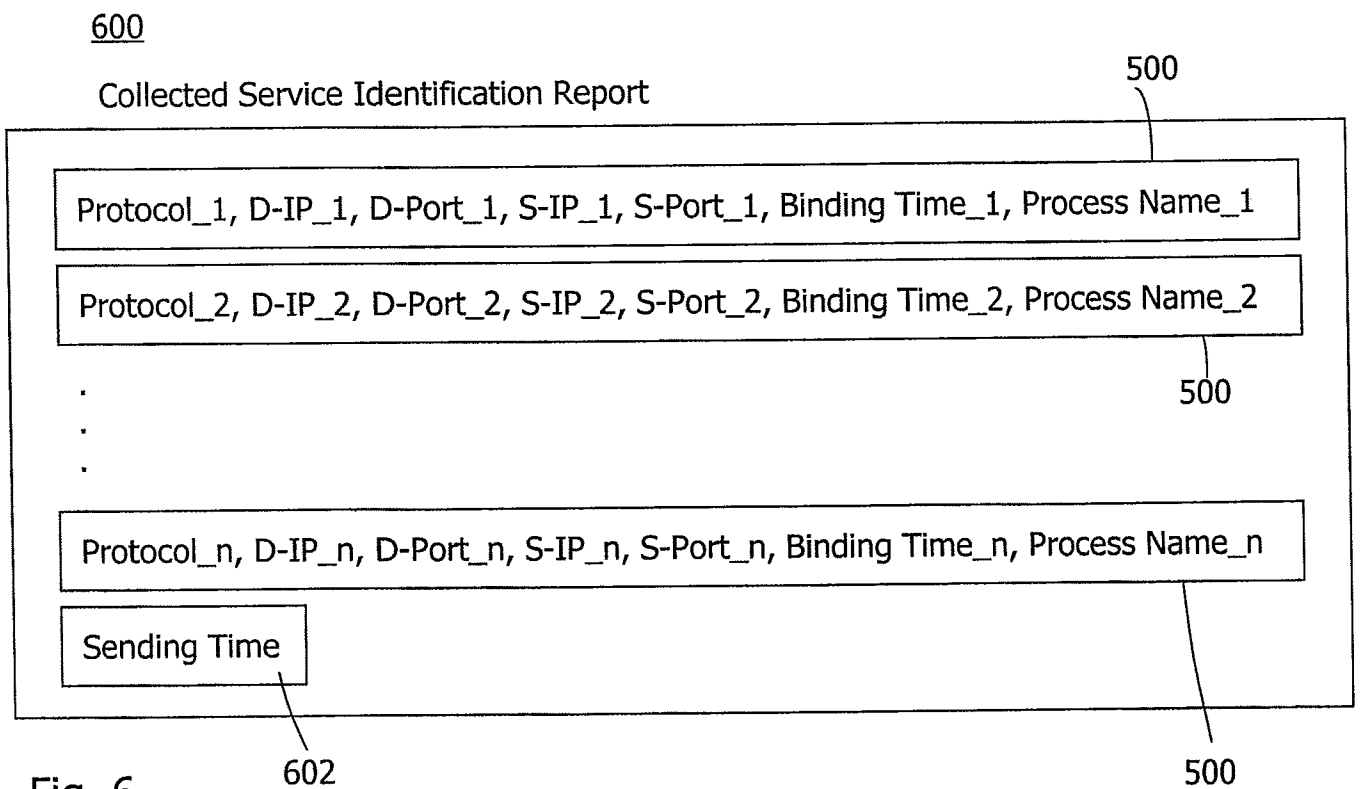 600
Collected Service Identification Report
500
Protocol_1, D-IP_1, D-Port_1, S-IP_1, S-Port_1, Binding Time_1, Process Name_1
Protocol_2, D-IP_2, D-Port_2, S-IP_2, S-Port_2, Binding Time_2, Process Name_2
500
.
.
.
Protocol_n, D-IP_n, D-Port_n, S-IP_n, S-Port_n, Binding Time_n, Process Name_n
Sending Time
602
500
Fig. 6